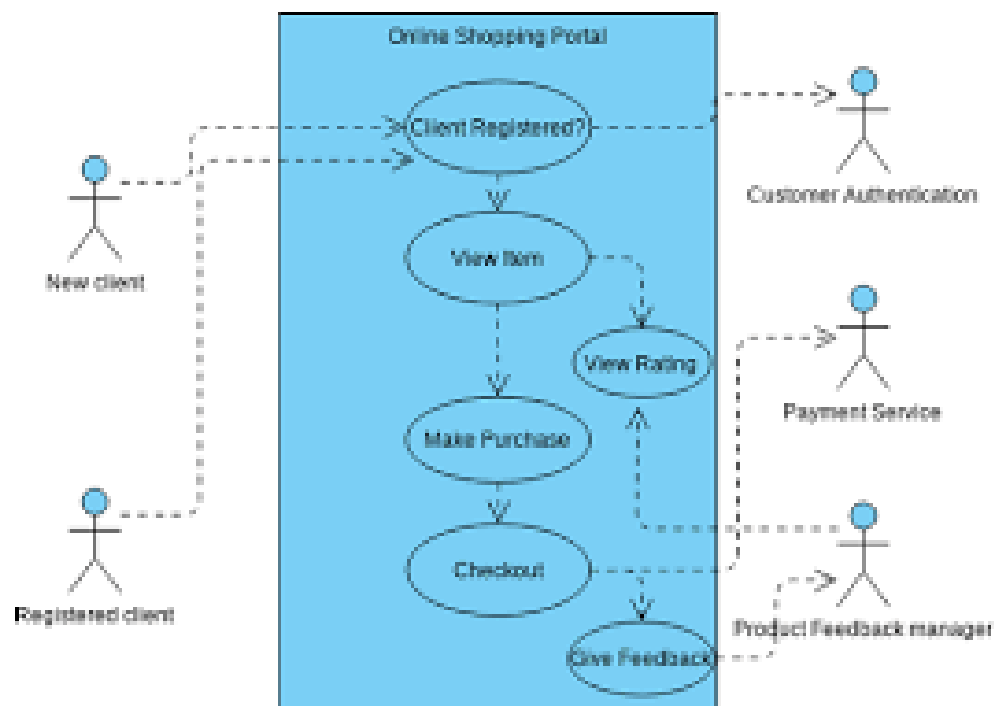 Online Shopping Portal
Client Registered?
Customer Authentication
New client
View Item
View Rating
Payment Service
Make Purchase
Checkout
Registered client
Product Feedback manager
Give Feedback